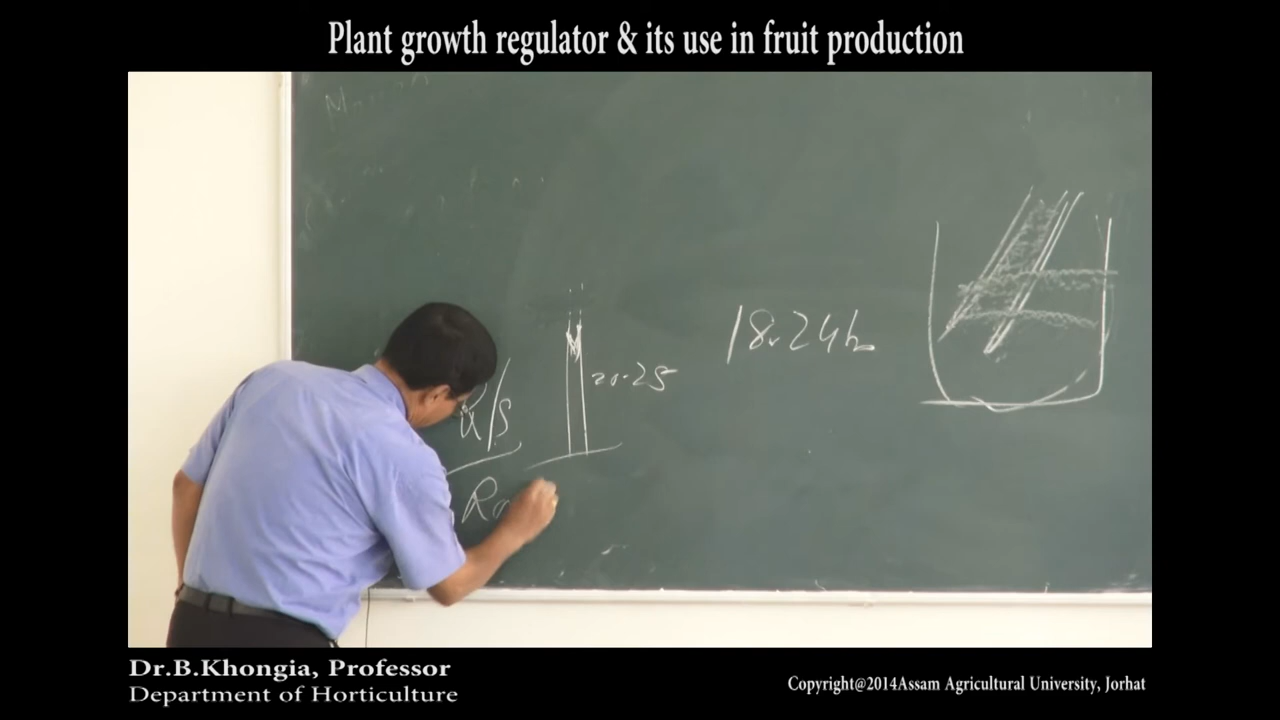 Plant growth regulator & its use in fruit production
18-24h
20-25
R/S
Dr.B.Khongia, Professor
Department of Horticulture
Copyright@2014Assam Agricultural University, Jorhat